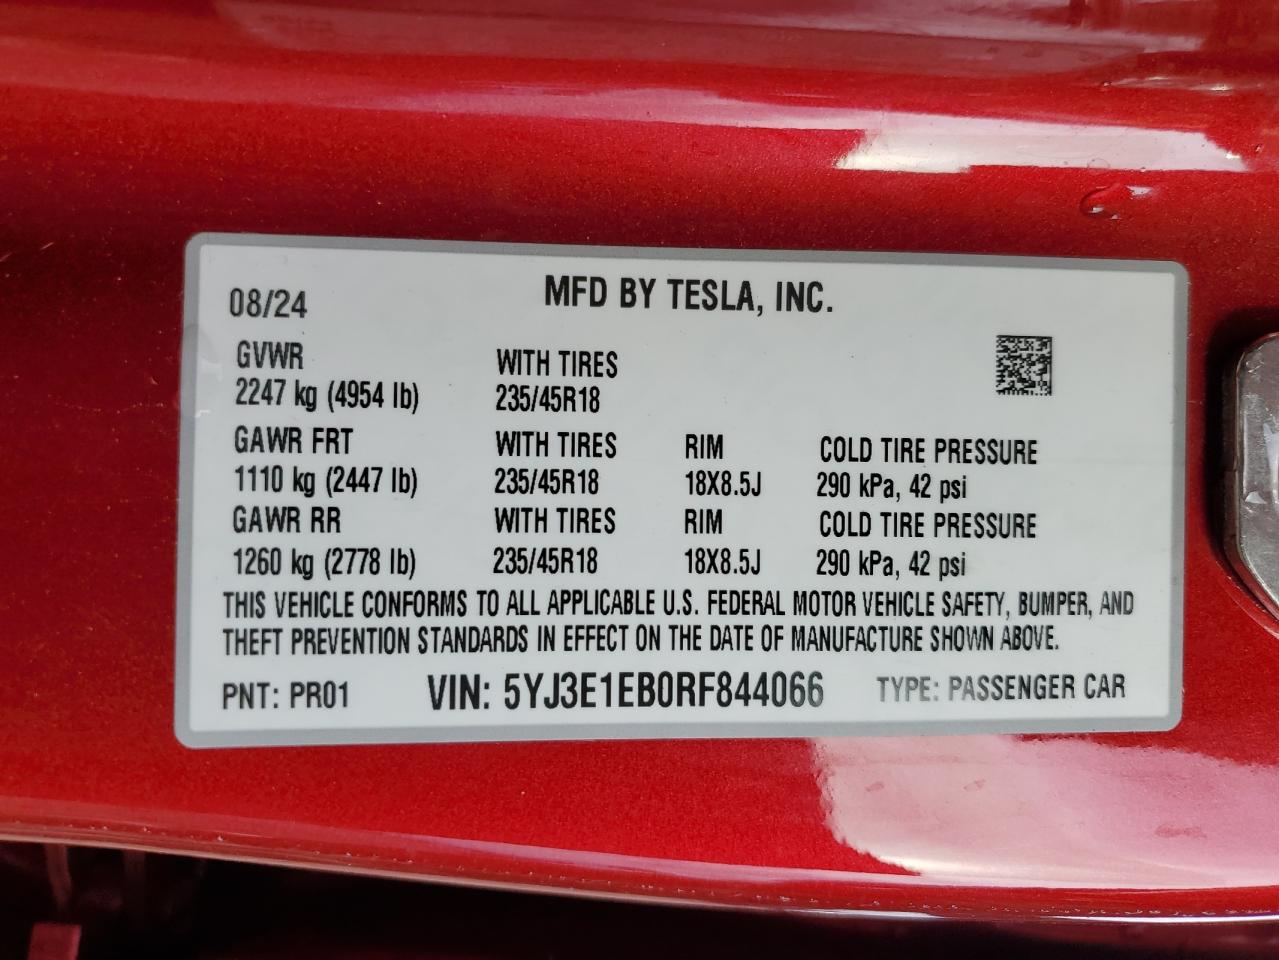 08/24 MFD BY TESLA, INC.
GVWR WITH TIRES
2247 kg (4954 lb) 235/45R18
GAWR FRT WITH TIRES RIM COLD TIRE PRESSURE
1110 kg (2447 lb) 235/45R18 18X8.5J 290 kPa, 42 psi
GAWR RR WITH TIRES RIM COLD TIRE PRESSURE
1260 kg (2778 lb) 235/45R18 18X8.5J 290 kPa, 42 psi
THIS VEHICLE CONFORMS TO ALL APPLICABLE U.S. FEDERAL MOTOR VEHICLE SAFETY, BUMPER, AND
THEFT PREVENTION STANDARDS IN EFFECT ON THE DATE OF MANUFACTURE SHOWN ABOVE.
PNT: PR01 VIN: 5YJ3E1EB0RF844066 TYPE: PASSENGER CAR